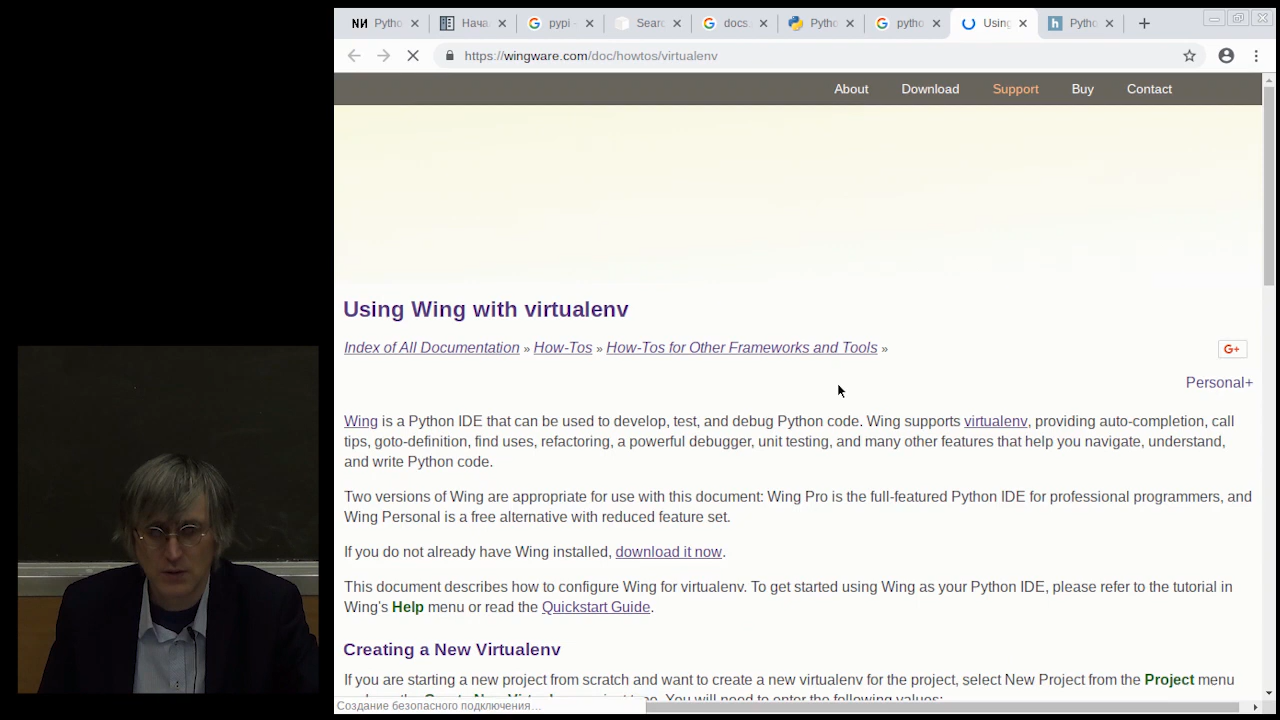 Pytho
Нача
pypi -
Searc
docs.
Pytho
pytho
Using
Pytho
https://wingware.com/doc/howtos/virtualenv
About Download Support Buy Contact
Using Wing with virtualenv
Index of All Documentation » How-Tos » How-Tos for Other Frameworks and Tools »
G+
Personal+
Wing is a Python IDE that can be used to develop, test, and debug Python code. Wing supports virtualenv, providing auto-completion, call
tips, goto-definition, find uses, refactoring, a powerful debugger, unit testing, and many other features that help you navigate, understand,
and write Python code.
Two versions of Wing are appropriate for use with this document: Wing Pro is the full-featured Python IDE for professional programmers, and
Wing Personal is a free alternative with reduced feature set.
If you do not already have Wing installed, download it now.
This document describes how to configure Wing for virtualenv. To get started using Wing as your Python IDE, please refer to the tutorial in
Wing's Help menu or read the Quickstart Guide.
Creating a New Virtualenv
If you are starting a new project from scratch and want to create a new virtualenv for the project, select New Project from the Project menu
You will need to enter the following values:
Создание безопасного подключения…